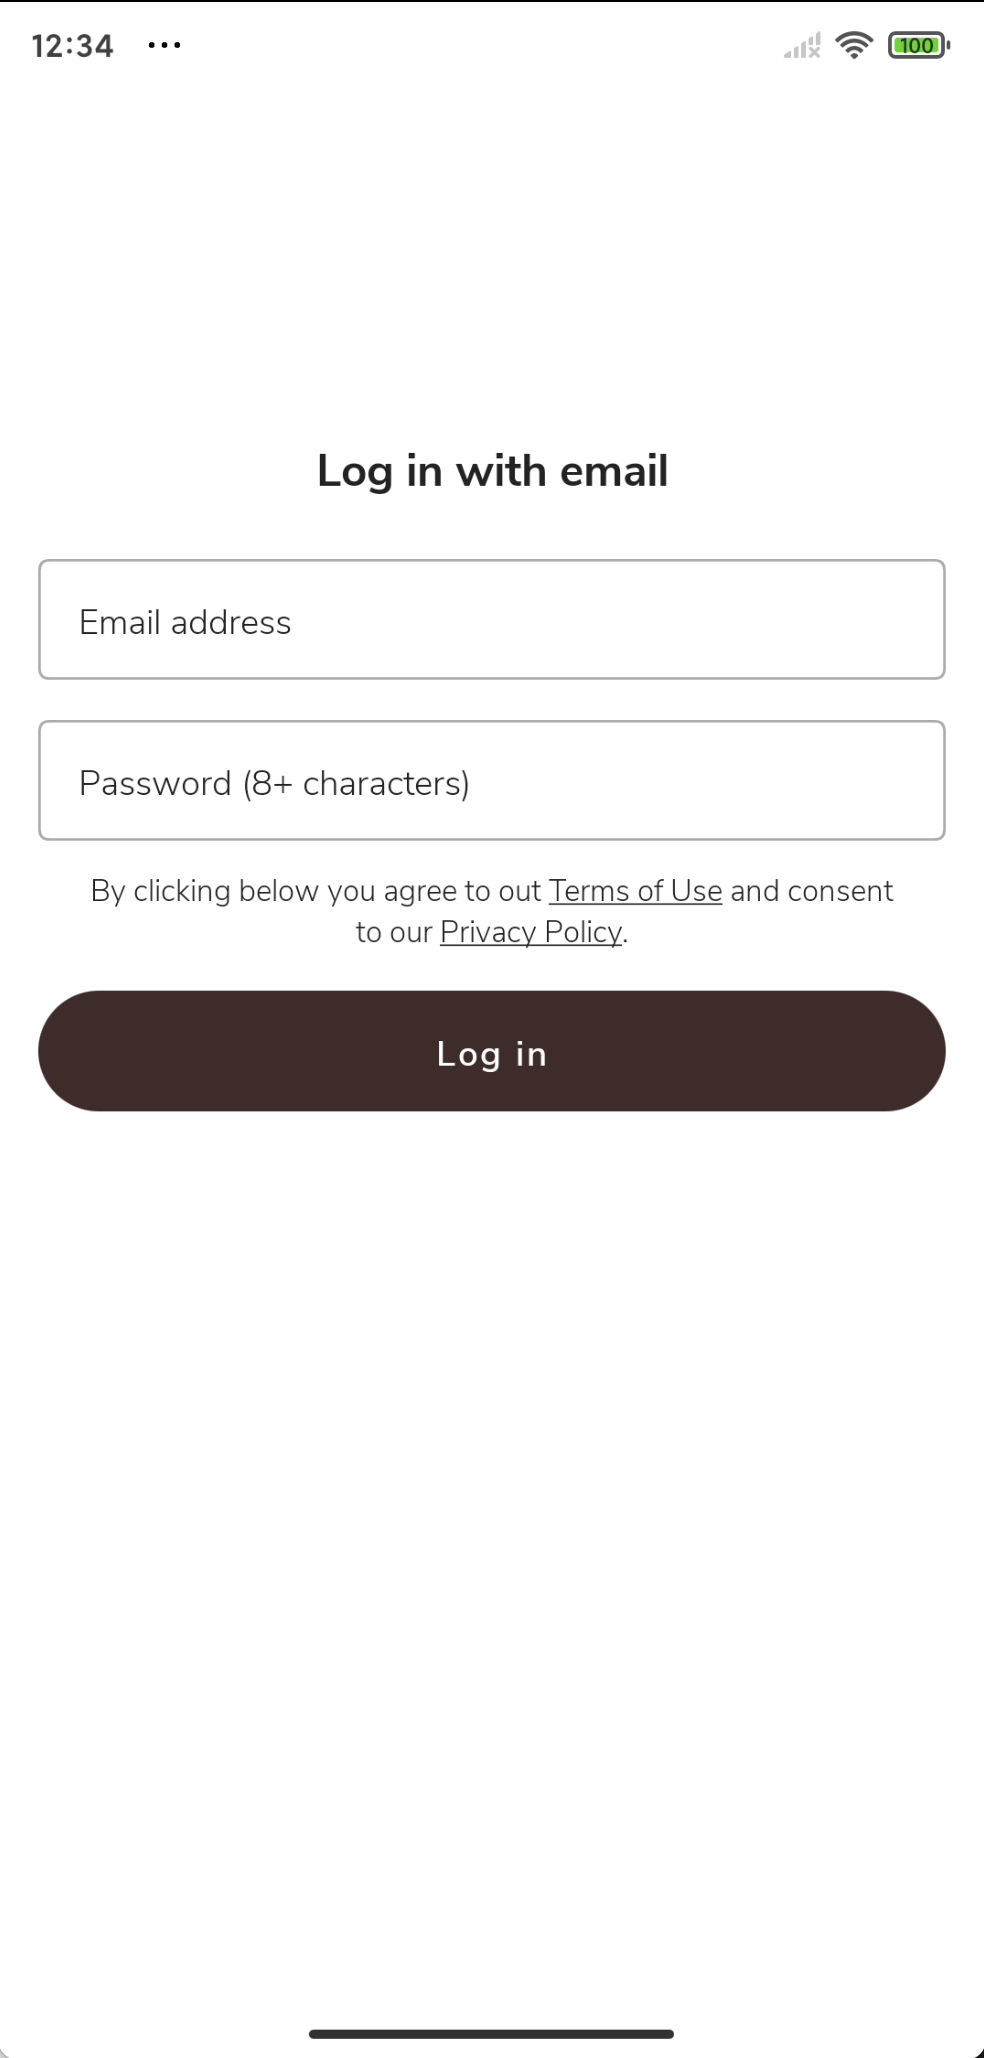 12:34 ...
100
Log in with email
Email address
Password (8+ characters)
By clicking below you agree to out Terms of Use and consent
to our Privacy Policy.
Log in